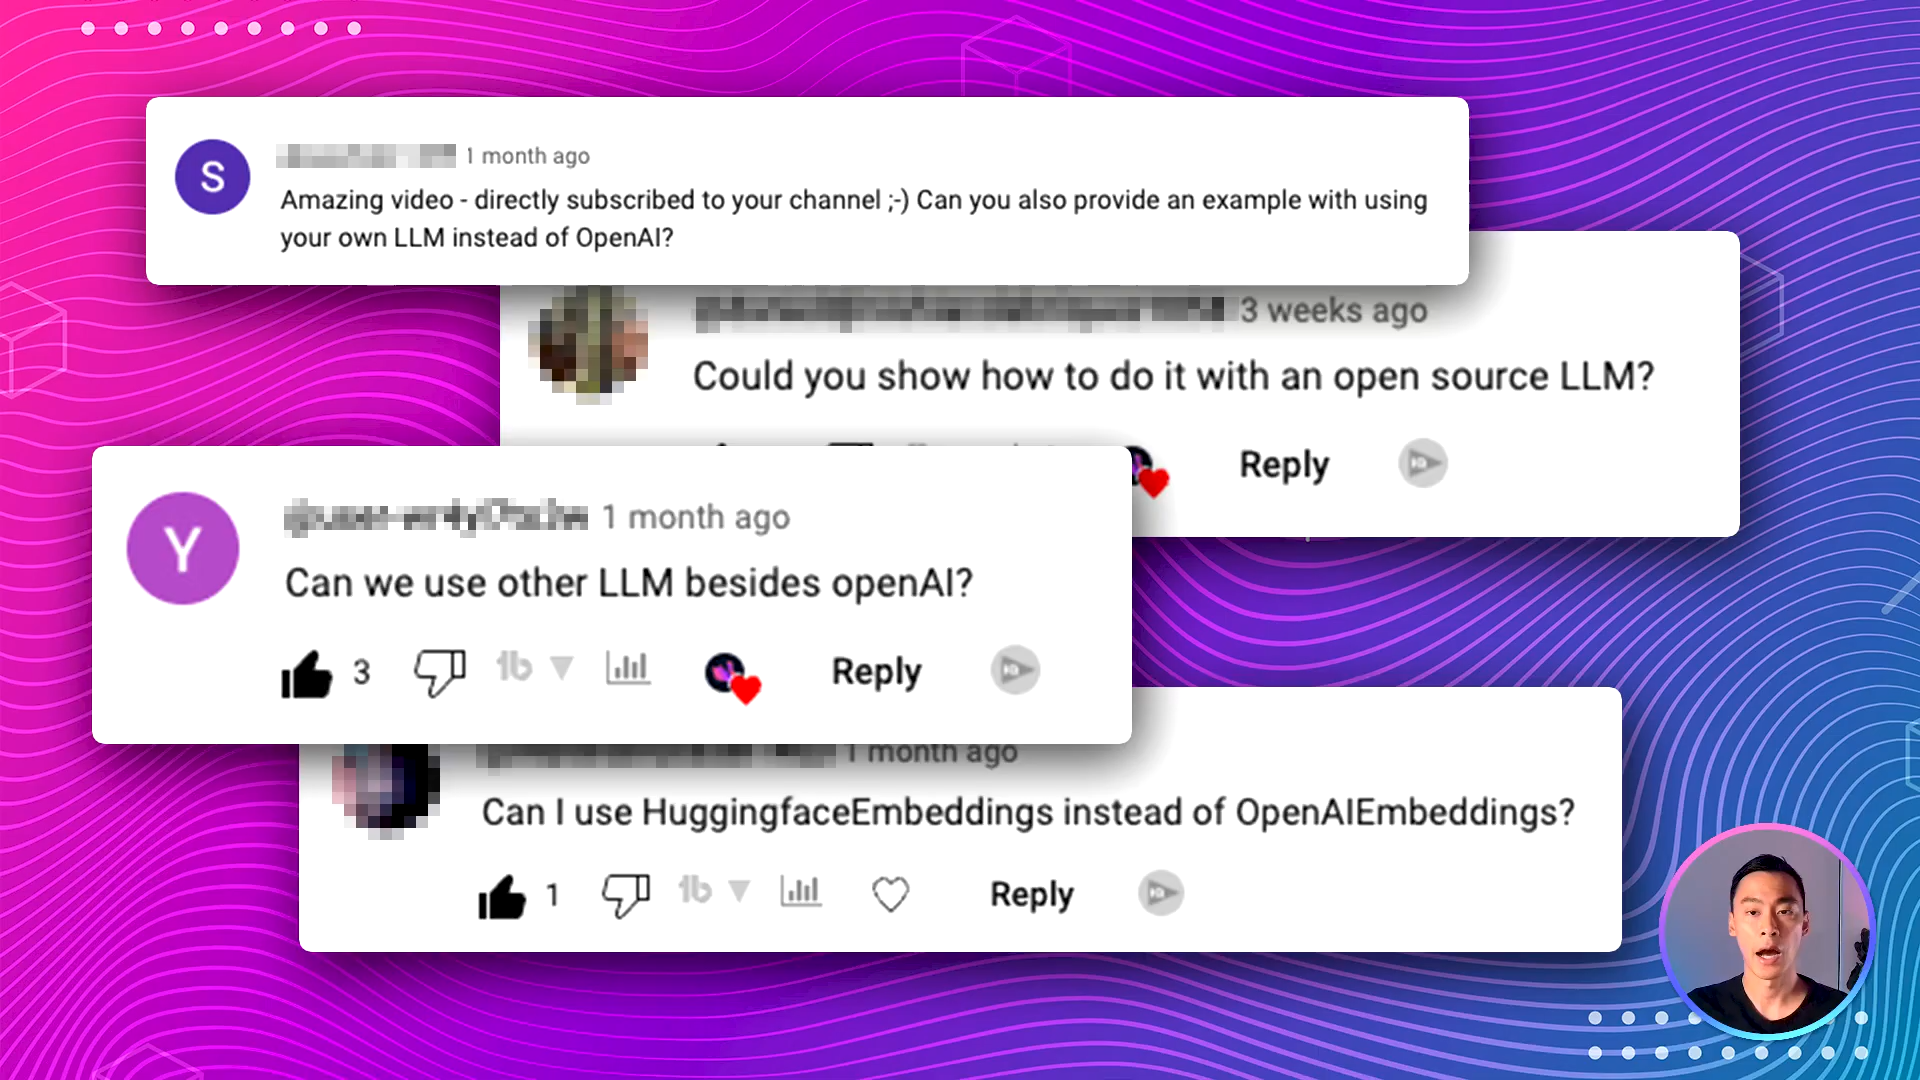 S
1 month ago
Amazing video - directly subscribed to your channel ;-) Can you also provide an example with using
your own LLM instead of OpenAI?
3 weeks ago
Could you show how to do it with an open source LLM?
Reply
Y
1 month ago
Can we use other LLM besides openAI?
3
Reply
1 month ago
Can I use HuggingfaceEmbeddings instead of OpenAIEmbeddings?
1
Reply